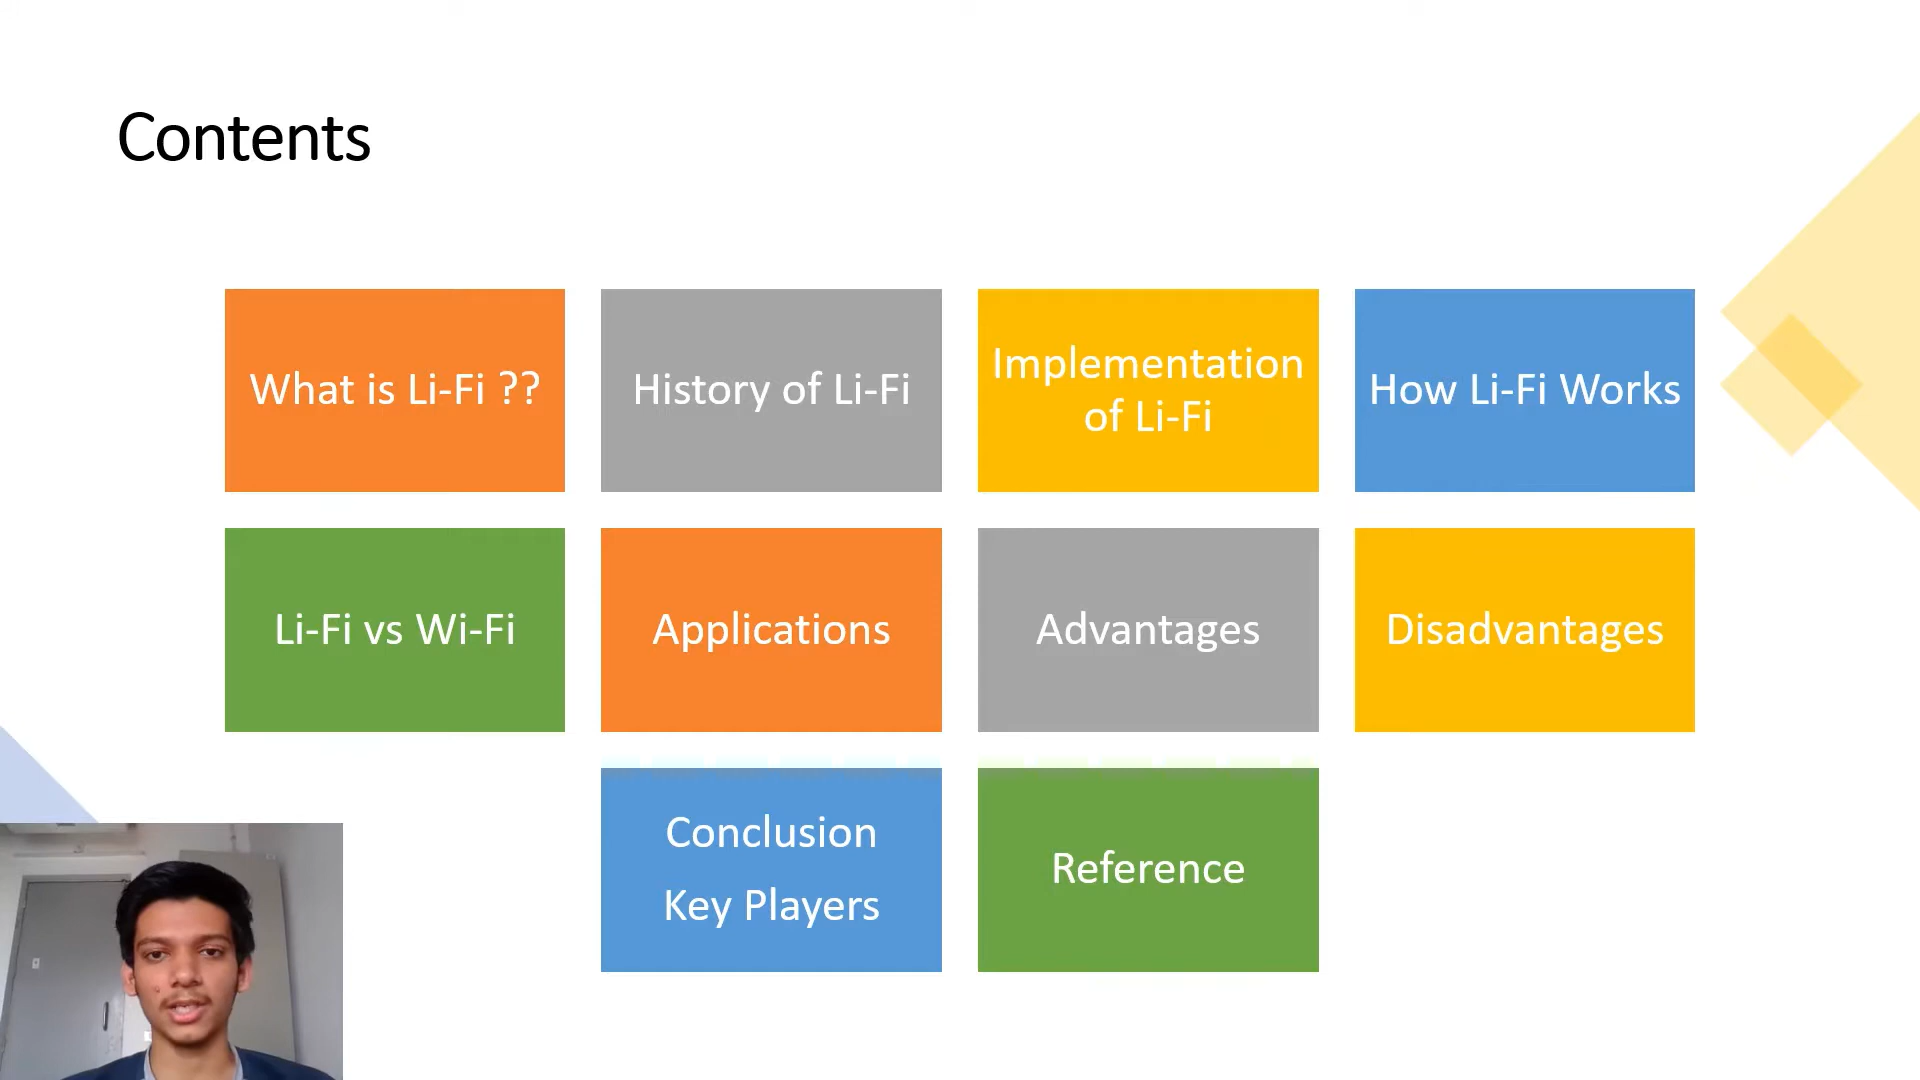 Contents
What is Li-Fi ??
History of Li-Fi
Implementation
of Li-Fi
How Li-Fi Works
Li-Fi vs Wi-Fi
Applications
Advantages
Disadvantages
Conclusion
Key Players
Reference